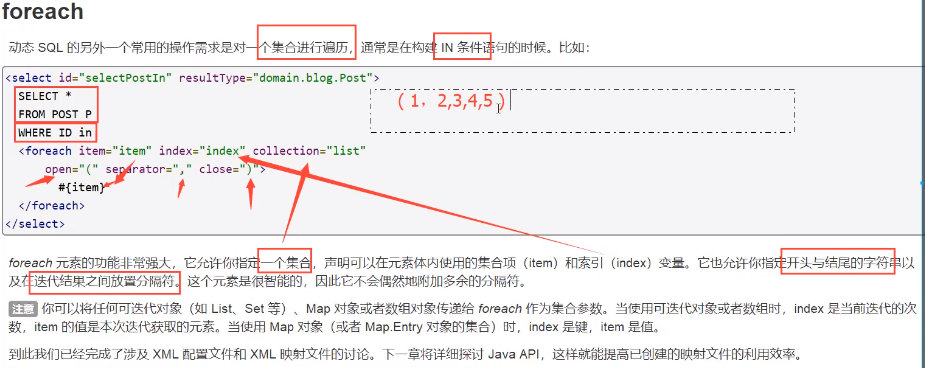 foreach
动态 SQL 的另外一个常用的操作需求是对一个集合进行遍历，通常是在构建 IN 条件语句的时候。比如：
<select id="selectPostIn" resultType="domain.blog.Post">
SELECT *
FROM POST P
WHERE ID in
（1，2,3,4,5）
<foreach item="item" index="index" collection="list"
open="(" separator="," close=")">
#{item}
</foreach>
</select>
foreach 元素的功能非常强大，它允许你指定一个集合，声明可以在元素体内使用的集合项（item）和索引（index）变量。它也允许你指定开头与结尾的字符串以
及在迭代结果之间放置分隔符。这个元素是很智能的，因此它不会偶然地附加多余的分隔符。
注意 你可以将任何可迭代对象（如 List、Set 等）、Map 对象或者数组对象传递给 foreach 作为集合参数。当使用可迭代对象或者数组时，index 是当前迭代的次
数，item 的值是本次迭代获取的元素。当使用 Map 对象（或者 Map.Entry 对象的集合）时，index 是键，item 是值。
到此我们已经完成了涉及 XML 配置文件和 XML 映射文件的讨论。下一章将详细探讨 Java API，这样就能提高已创建的映射文件的利用效率。